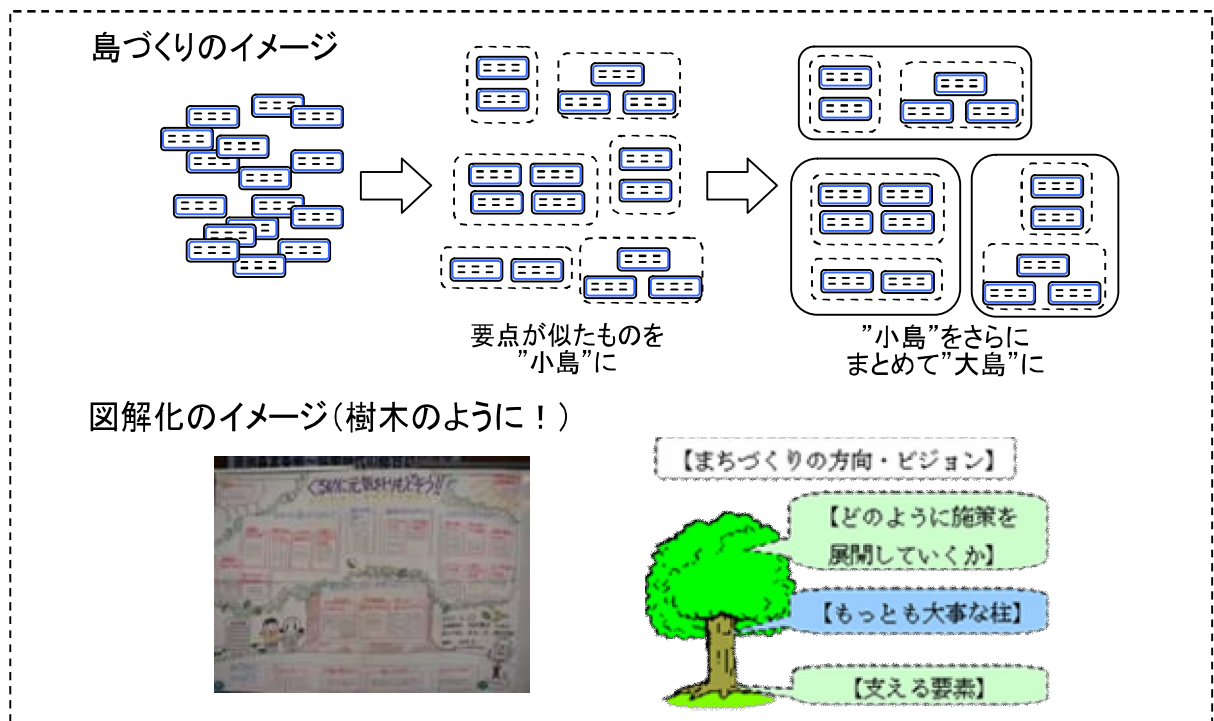 島づくりのイメージ
要点が似たものを
”小島”に
”小島”をさらに
まとめて”大島”に
図解化のイメージ（樹木のように！）
【まちづくりの方向・ビジョン】
【どのように施策を
展開していくか】
【もっとも大事な柱】
【支える要素】